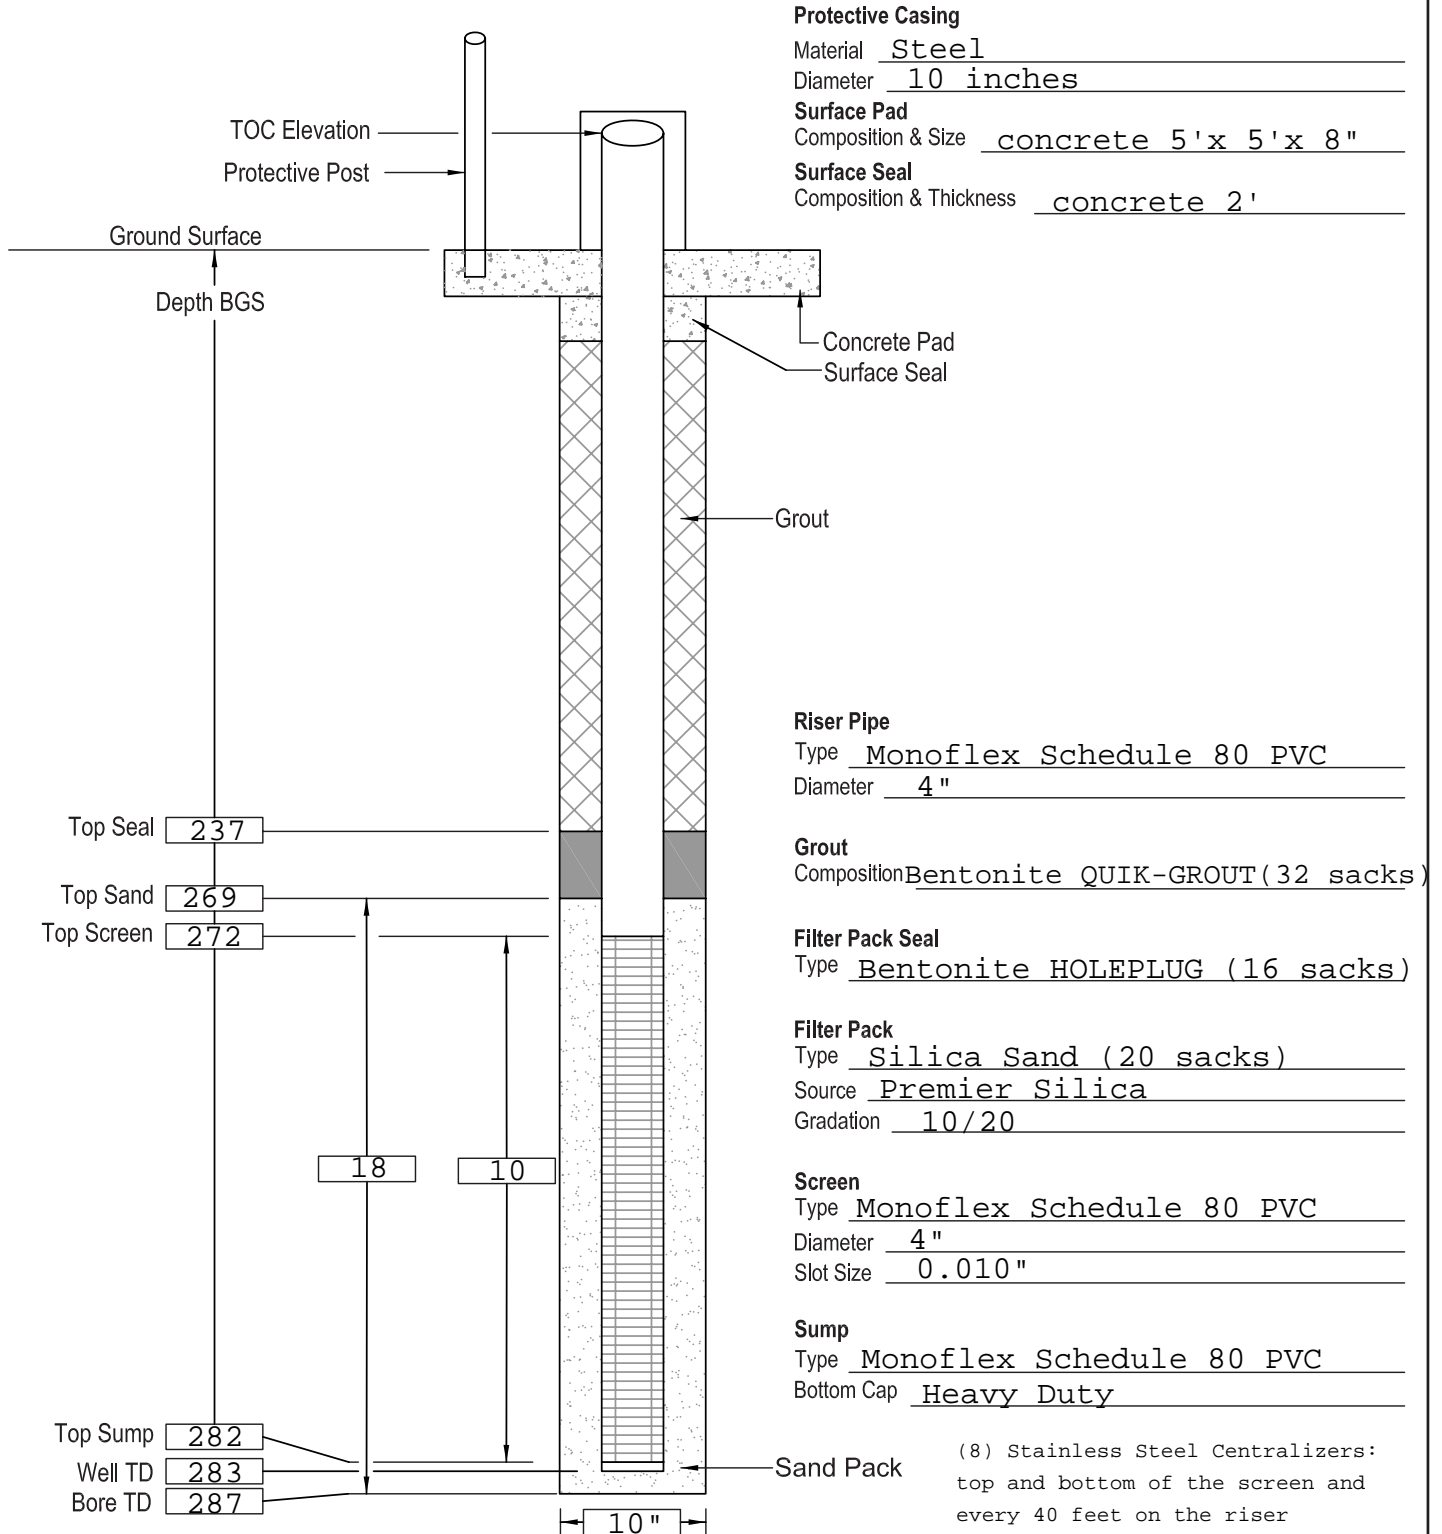 Protective Casing
Material Steel
Diameter 10 inches
Surface Pad
Composition & Size concrete 5'x 5'x 8"
Surface Seal
Composition & Thickness concrete 2'
TOC Elevation
Protective Post
Ground Surface
Depth BGS
Concrete Pad
Surface Seal
Grout
Riser Pipe
Type Monoflex Schedule 80 PVC
Diameter 4"
Top Seal 237
Grout
Composition Bentonite QUIK-GROUT(32 sacks)
Top Sand 269
Top Screen 272
Filter Pack Seal
Type Bentonite HOLEPLUG (16 sacks)
Filter Pack
Type Silica Sand (20 sacks)
Source Premier Silica
Gradation 10/20
18
10
Screen
Type Monoflex Schedule 80 PVC
Diameter 4"
Slot Size 0.010"
Sump
Type Monoflex Schedule 80 PVC
Bottom Cap Heavy Duty
Top Sump 282
Well TD 283
Bore TD 287
Sand Pack
(8) Stainless Steel Centralizers:
top and bottom of the screen and
every 40 feet on the riser
10"